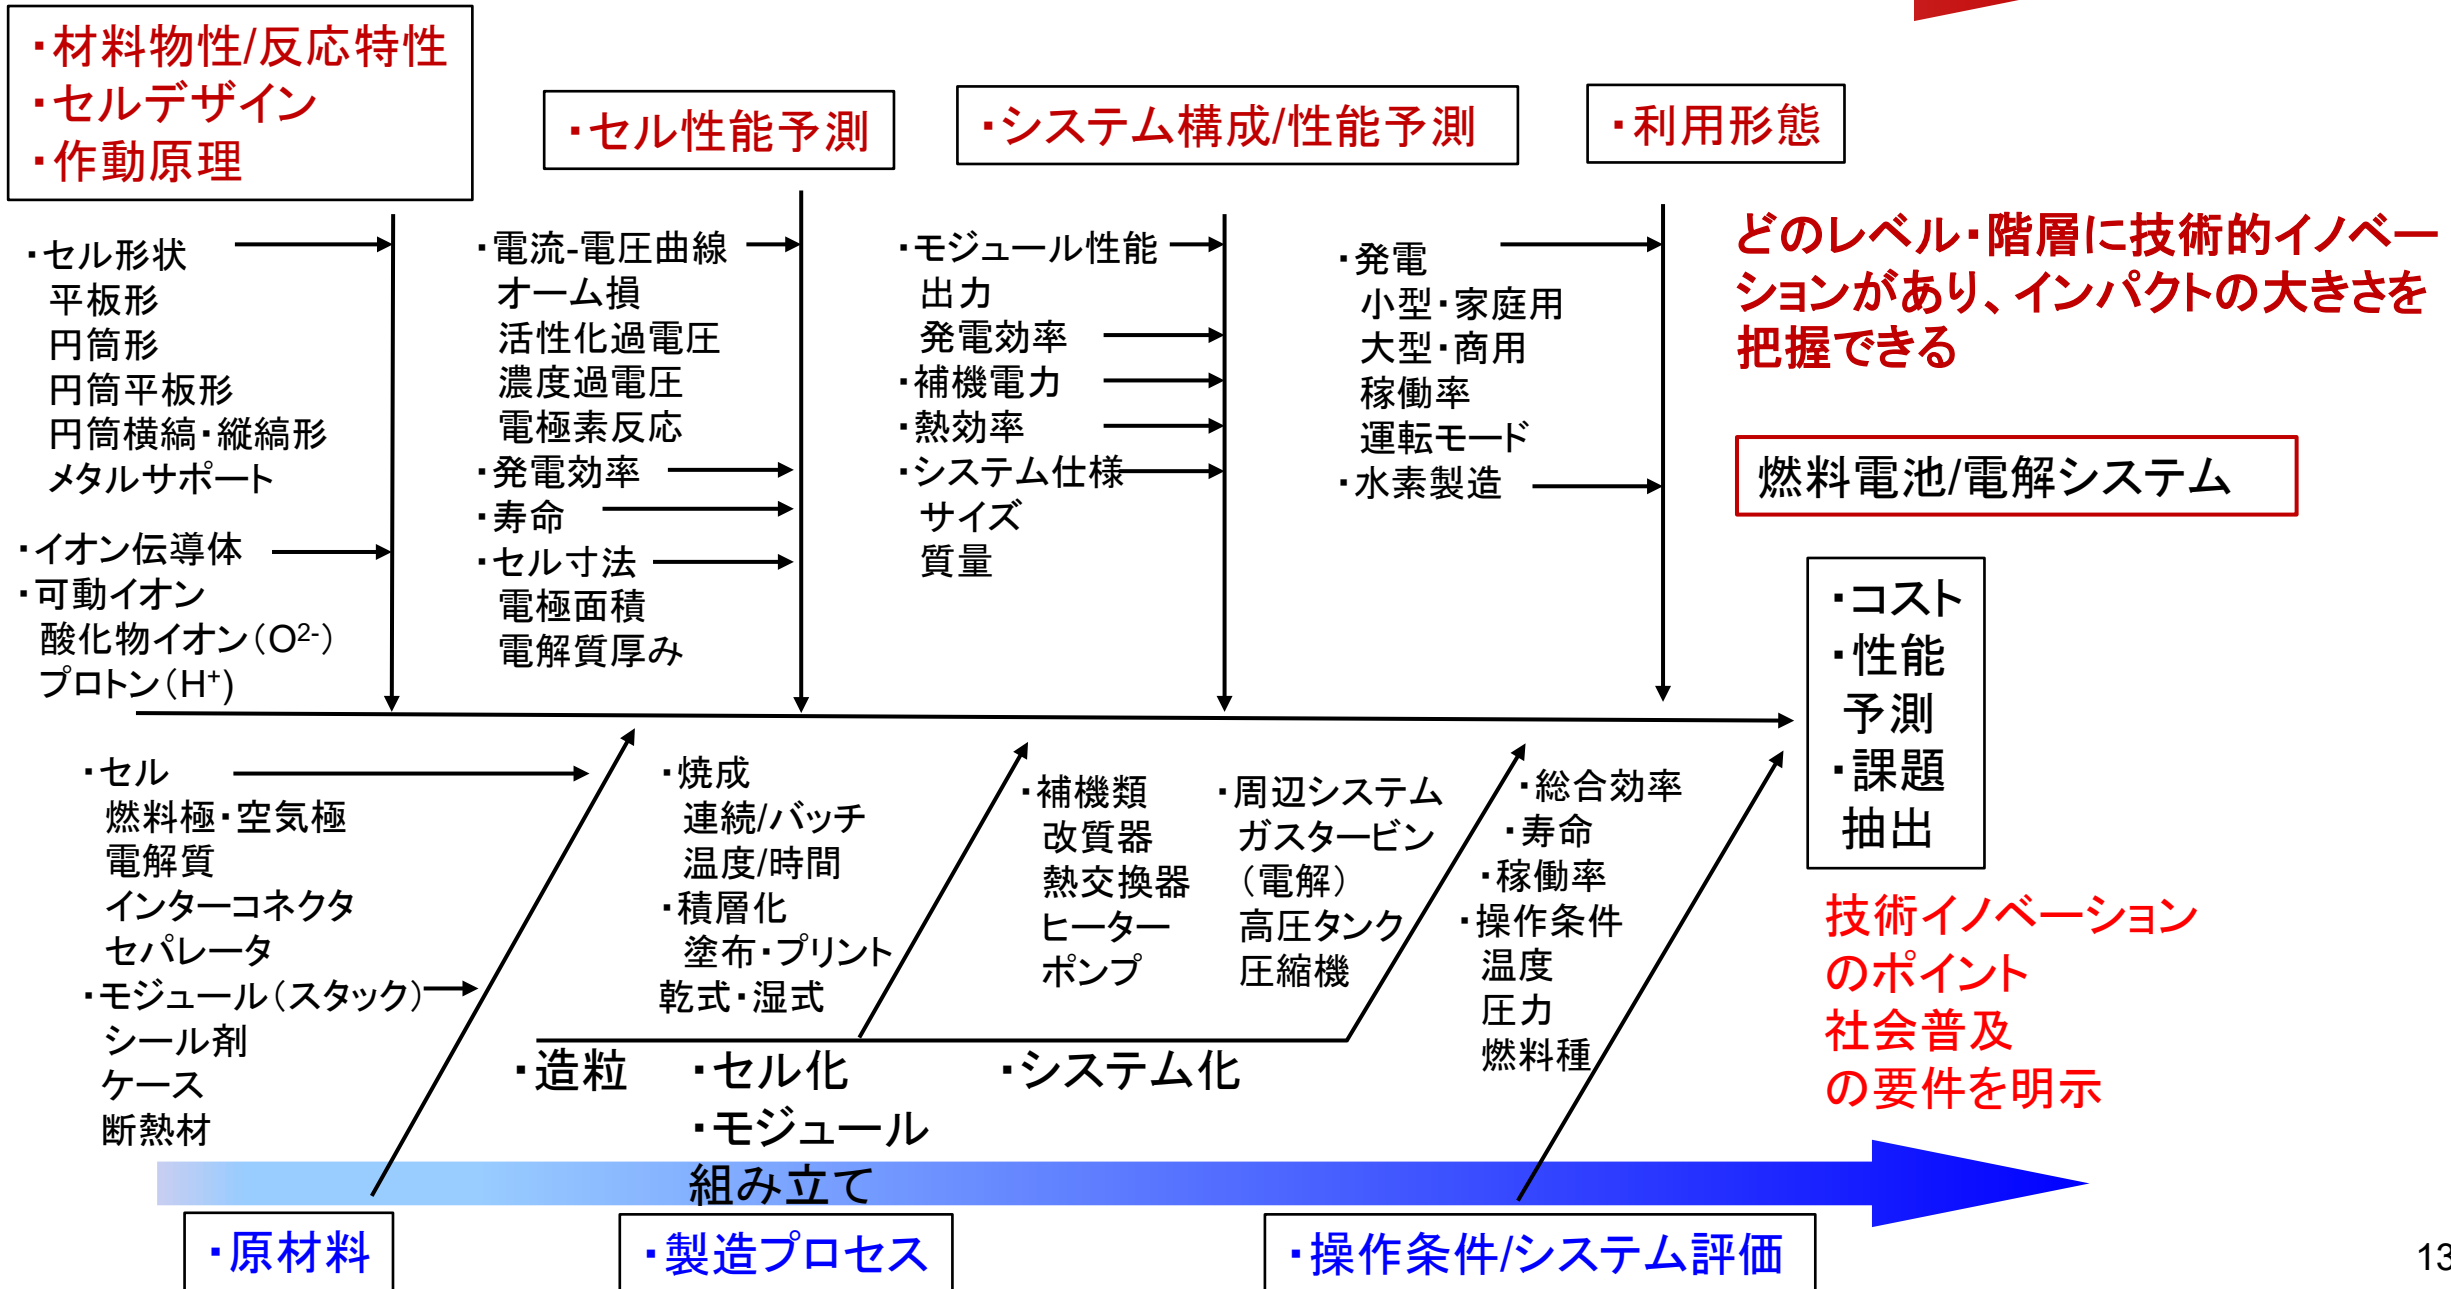 ・材料物性/反応特性
・セルデザイン
・作動原理
・セル性能予測
・システム構成/性能予測
・利用形態
・セル形状
平板形
円筒形
円筒平板形
円筒横縞・縦縞形
メタルサポート
・イオン伝導体
・可動イオン
酸化物イオン（O2-）
プロトン（H+)
・電流-電圧曲線
オーム損
活性化過電圧
濃度過電圧
電極素反応
・発電効率
・寿命
・セル寸法
電極面積
電解質厚み
・モジュール性能
出力
発電効率
・補機電力
・熱効率
・システム仕様
サイズ
質量
・発電
小型・家庭用
大型・商用
稼働率
運転モード
・水素製造
どのレベル・階層に技術的イノベー
ションがあり、インパクトの大きさを
把握できる
燃料電池/電解システム
・コスト
・性能
予測
・課題
抽出
・セル
燃料極・空気極
電解質
インターコネクタ
セパレータ
・モジュール（スタック）
シール剤
ケース
断熱材
・焼成
連続/バッチ
温度/時間
・積層化
塗布・プリント
乾式・湿式
・補機類
改質器
熱交換器
ヒーター
ポンプ
・周辺システム
ガスタービン
（電解）
高圧タンク
圧縮機
・総合効率
・寿命
・稼働率
・操作条件
温度
圧力
燃料種
・造粒
・セル化
・モジュール
組み立て
・システム化
技術イノベーション
のポイント
社会普及
の要件を明示
・原材料
・製造プロセス
・操作条件/システム評価
13